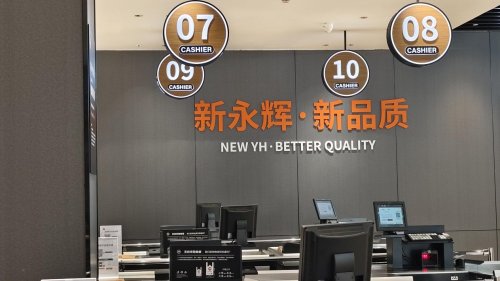 07
CASHIER
08
CASHIER
09
CASHIER
10
CASHIER
新永辉·新品质
NEW YH·BETTER QUALITY